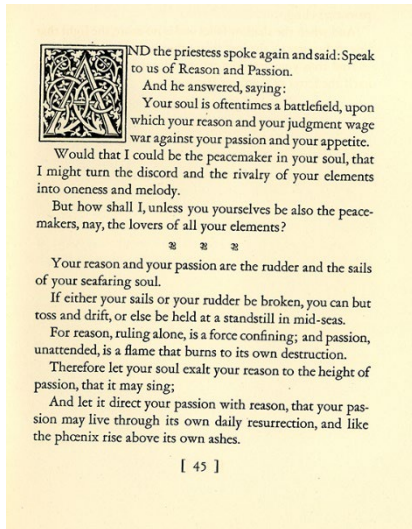 AND the priestess spoke again and said: Speak
to us of Reason and Passion.
And he answered, saying:
Your soul is oftentimes a battlefield, upon
which your reason and your judgment wage
war against your passion and your appetite.
Would that I could be the peacemaker in your soul, that
I might turn the discord and the rivalry of your elements
into oneness and melody.
But how shall I, unless you yourselves be also the peace-
makers, nay, the lovers of all your elements?
Your reason and your passion are the rudder and the sails
of your seafaring soul.
If either your sails or your rudder be broken, you can but
toss and drift, or else be held at a standstill in mid-seas.
For reason, ruling alone, is a force confining; and passion,
unattended, is a flame that burns to its own destruction.
Therefore let your soul exalt your reason to the height of
passion, that it may sing;
And let it direct your passion with reason, that your pas-
sion may live through its own daily resurrection, and like
the phœnix rise above its own ashes.
[ 45 ]